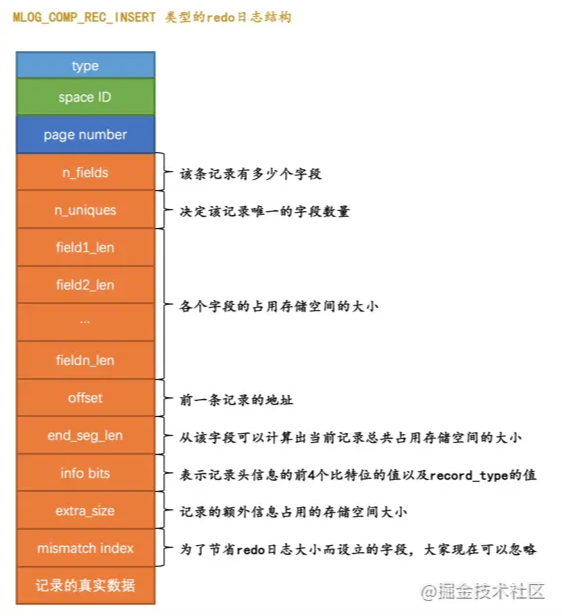 MLOG_COMP_REC_INSERT 类型的redo日志结构
type
space ID
page number
n_fields 该条记录有多少个字段
n_uniques 决定该记录唯一的字段数量
field1_len
field2_len
各个字段的占用存储空间的大小
...
fieldn_len
offset 前一条记录的地址
end_seg_len 从该字段可以计算出当前记录总共占用存储空间的大小
info bits 表示记录头信息的前4个比特位的值以及record_type的值
extra_size 记录的额外信息占用的存储空间大小
mismatch index 为了节省redo日志大小而设立的字段，大家现在可以忽略
记录的真实数据
@掘金技术社区